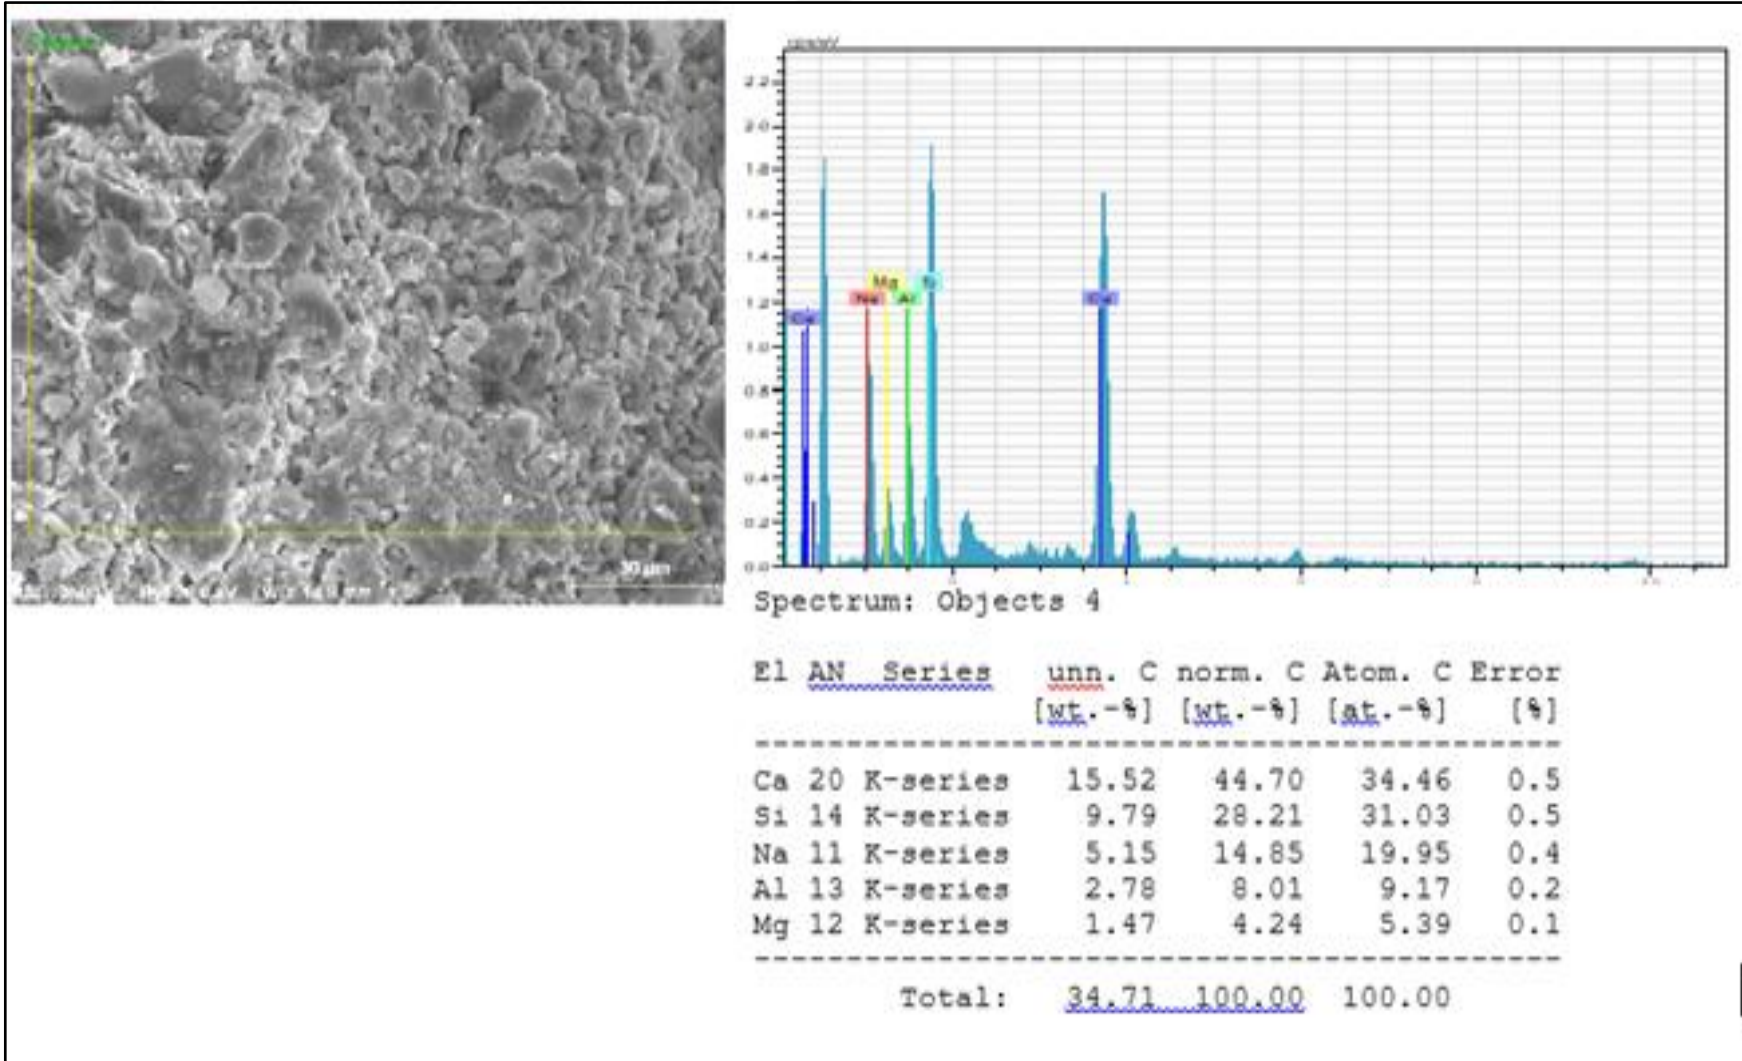 30 µm
cps/eV
2.2
2.0
1.8
1.6
1.4
1.2
1.0
0.8
0.6
0.4
0.2
0.0
Ca Na Mg Al Si Ca
Spectrum: Objects 4
El AN Series unn. C norm. C Atom. C Error
[wt.-%] [wt.-%] [at.-%] [%]
Ca 20 K-series 15.52 44.70 34.46 0.5
Si 14 K-series 9.79 28.21 31.03 0.5
Na 11 K-series 5.15 14.85 19.95 0.4
Al 13 K-series 2.78 8.01 9.17 0.2
Mg 12 K-series 1.47 4.24 5.39 0.1
Total: 34.71 100.00 100.00